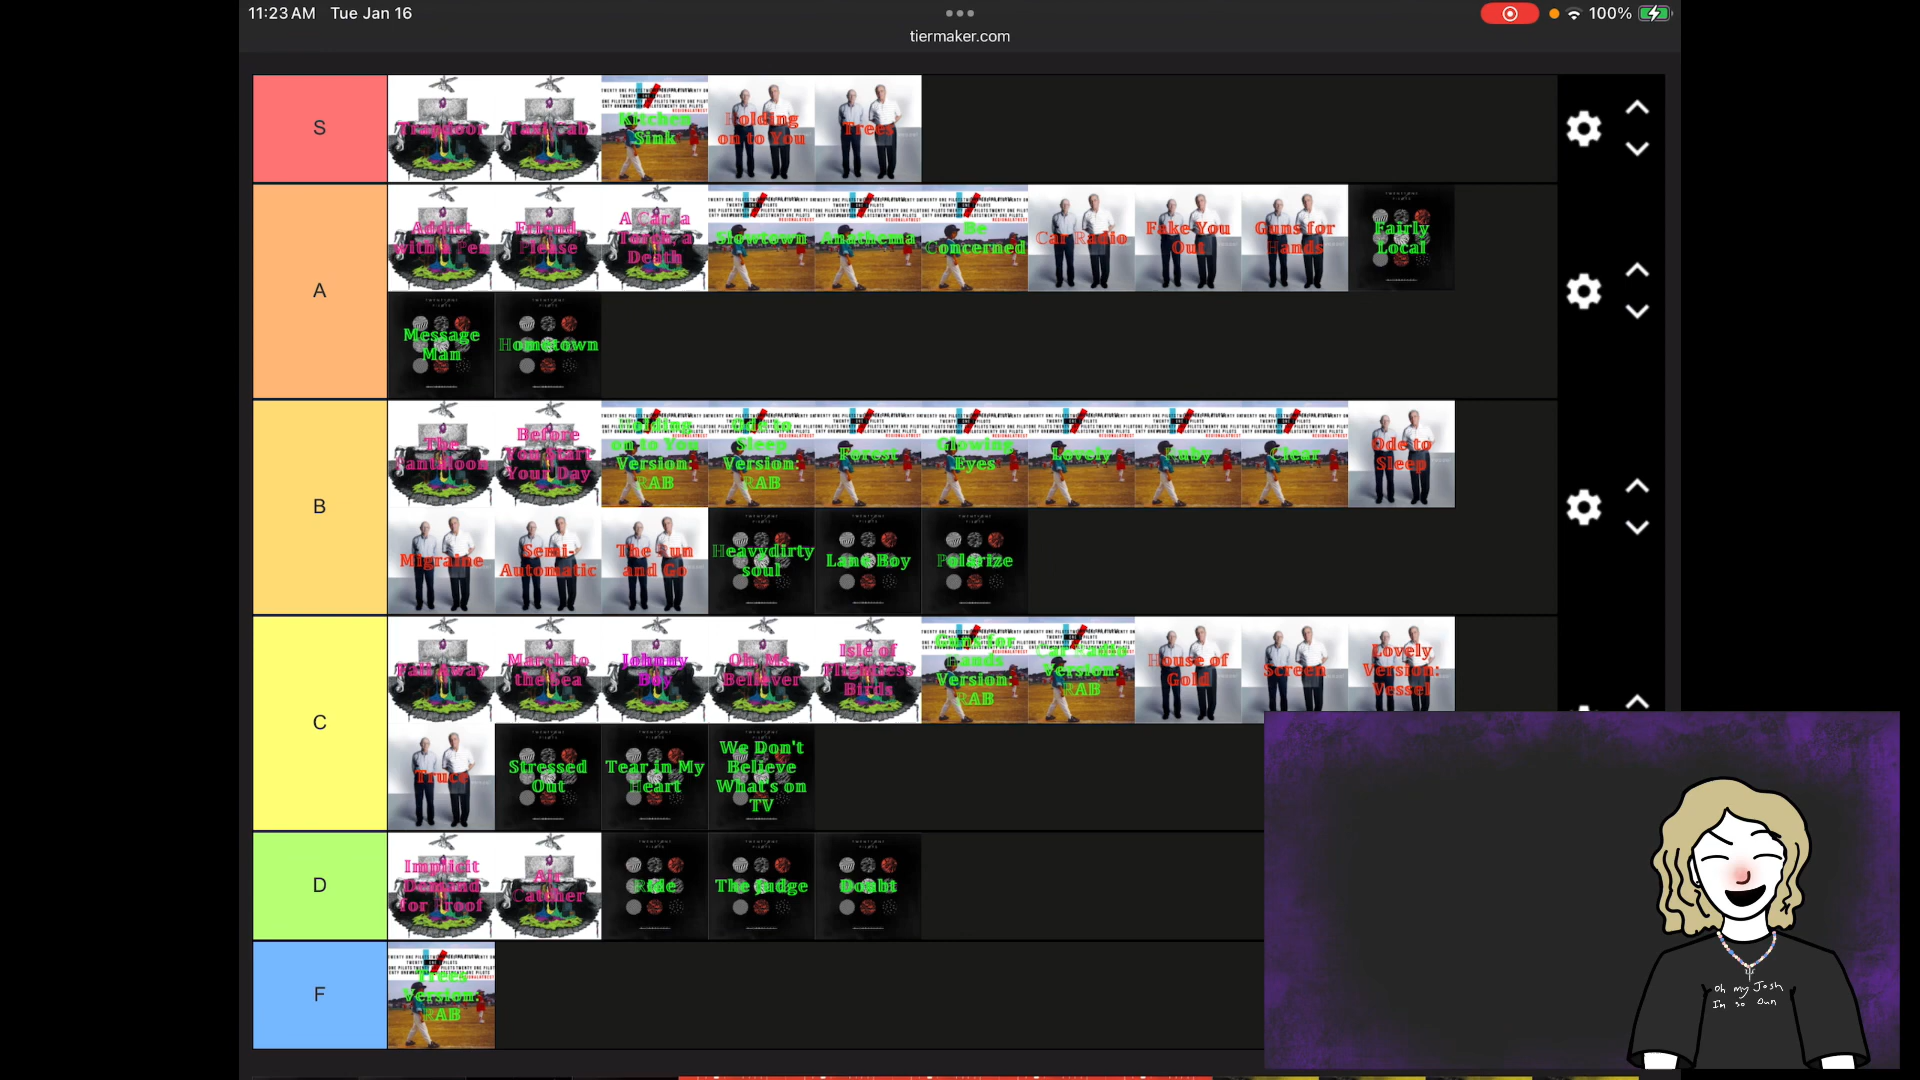 11:23 AM Tue Jan 16
100%
tiermaker.com
S
Trapdoor
Taxi Cab
Kitchen
Sink
Holding
on to You
Trees
A
Addict
with a Pen
Friend,
Please
A Car, a
Torch, a
Death
Slowtown
Anathema
Be
Concerned
Car Radio
Fake You
Out
Guns for
Hands
Fairly
Local
Message
Man
Hometown
B
The
Pantaloon
Before
You Start
Your Day
Holding
on to You
Version:
RAB
Ode to
Sleep
Version:
RAB
Forest
Glowing
Eyes
Lovely
Ruby
Clear
Ode to
Sleep
Migraine
Semi-
Automatic
The Run
and Go
Heavydirty
soul
Lane Boy
Polarize
C
Fall Away
March to
the Sea
Johnny
Boy
Oh, Ms
Believer
Isle of
Flightless
Birds
Guns for
Hands
Version:
RAB
Car Radio
Version:
RAB
House of
Gold
Screen
Lovely
Version:
Vessel
Truce
Stressed
Out
Tear in My
Heart
We Don't
Believe
What's on
TV
D
Implicit
Demand
for Proof
Air
Catcher
Ride
The Judge
Doubt
F
Trees
Version:
RAB
Oh my Josh
Im so Dun